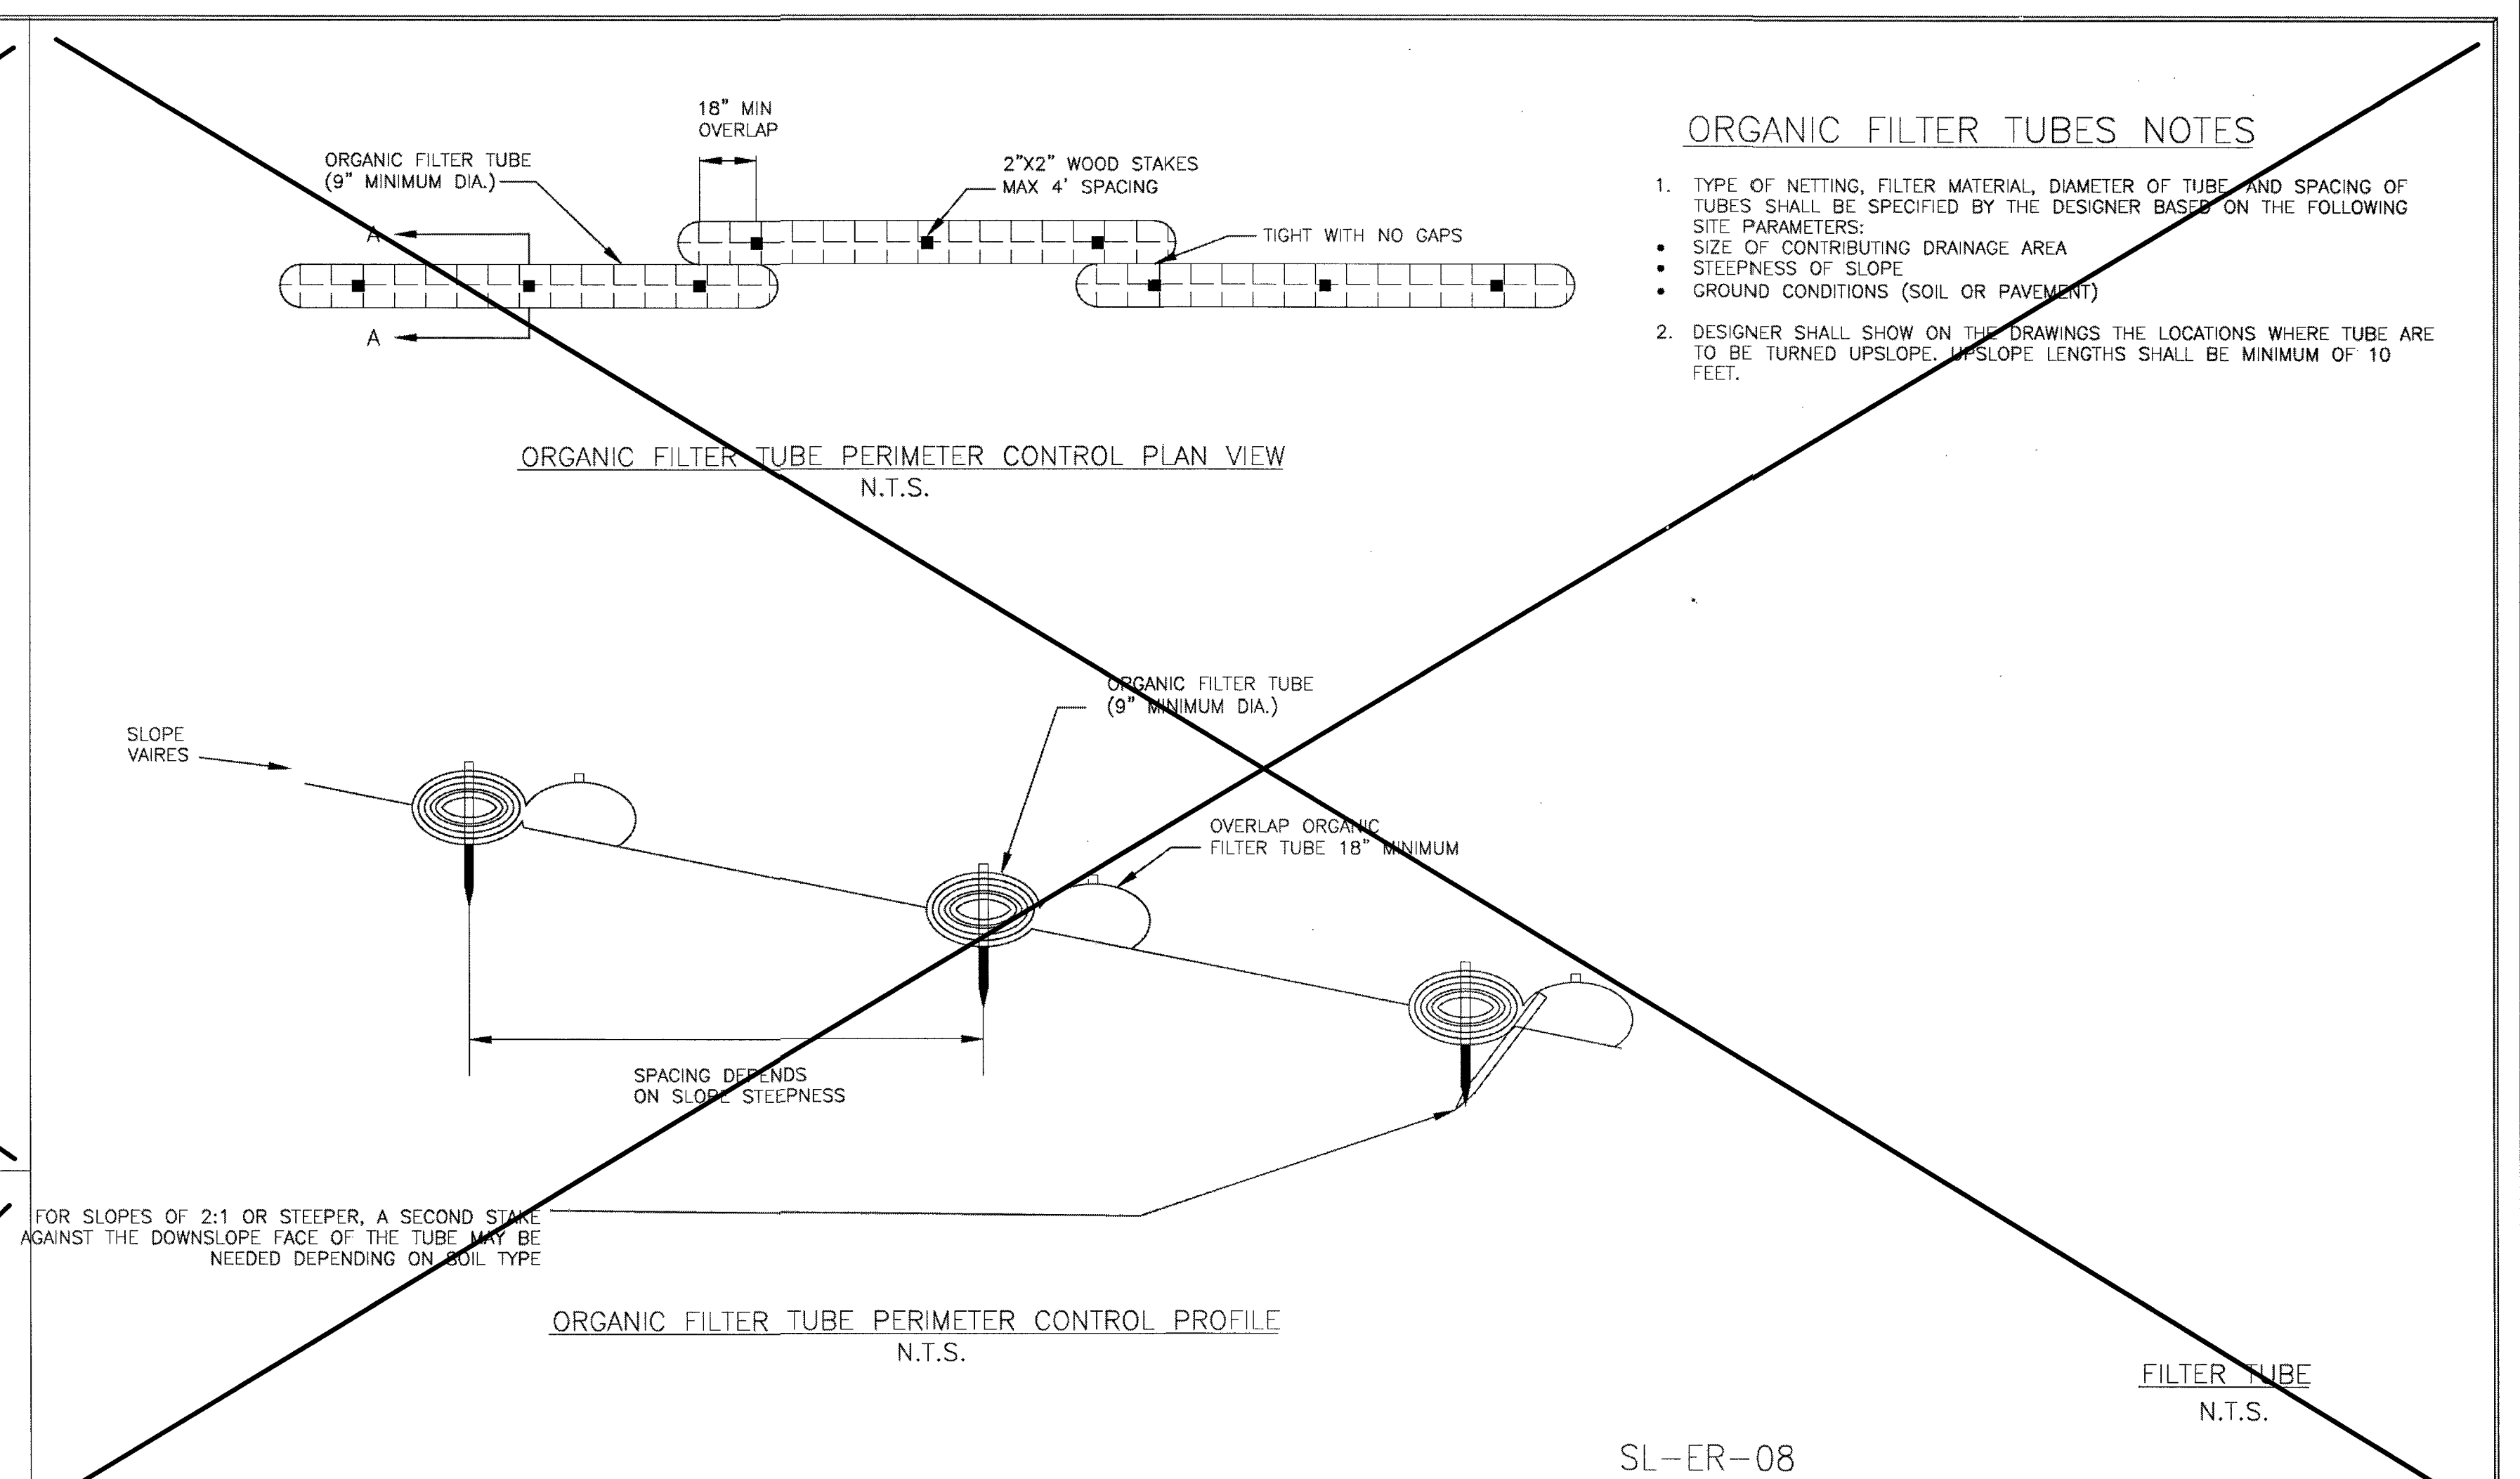 18" MIN
OVERLAP
ORGANIC FILTER TUBE
(9" MINIMUM DIA.)
2"X2" WOOD STAKES
MAX 4' SPACING
TIGHT WITH NO GAPS
A
A
ORGANIC FILTER TUBE PERIMETER CONTROL PLAN VIEW
N.T.S.
ORGANIC FILTER TUBES NOTES
1. TYPE OF NETTING, FILTER MATERIAL, DIAMETER OF TUBE AND SPACING OF
TUBES SHALL BE SPECIFIED BY THE DESIGNER BASED ON THE FOLLOWING
SITE PARAMETERS:
• SIZE OF CONTRIBUTING DRAINAGE AREA
• STEEPNESS OF SLOPE
• GROUND CONDITIONS (SOIL OR PAVEMENT)
2. DESIGNER SHALL SHOW ON THE DRAWINGS THE LOCATIONS WHERE TUBE ARE
TO BE TURNED UPSLOPE. UPSLOPE LENGTHS SHALL BE MINIMUM OF 10
FEET.
ORGANIC FILTER TUBE
(9" MINIMUM DIA.)
SLOPE
VAIRES
OVERLAP ORGANIC
FILTER TUBE 18" MINIMUM
SPACING DEPENDS
ON SLOPE STEEPNESS
FOR SLOPES OF 2:1 OR STEEPER, A SECOND STAKE
AGAINST THE DOWNSLOPE FACE OF THE TUBE MAY BE
NEEDED DEPENDING ON SOIL TYPE
ORGANIC FILTER TUBE PERIMETER CONTROL PROFILE
N.T.S.
FILTER TUBE
N.T.S.
SL-ER-08